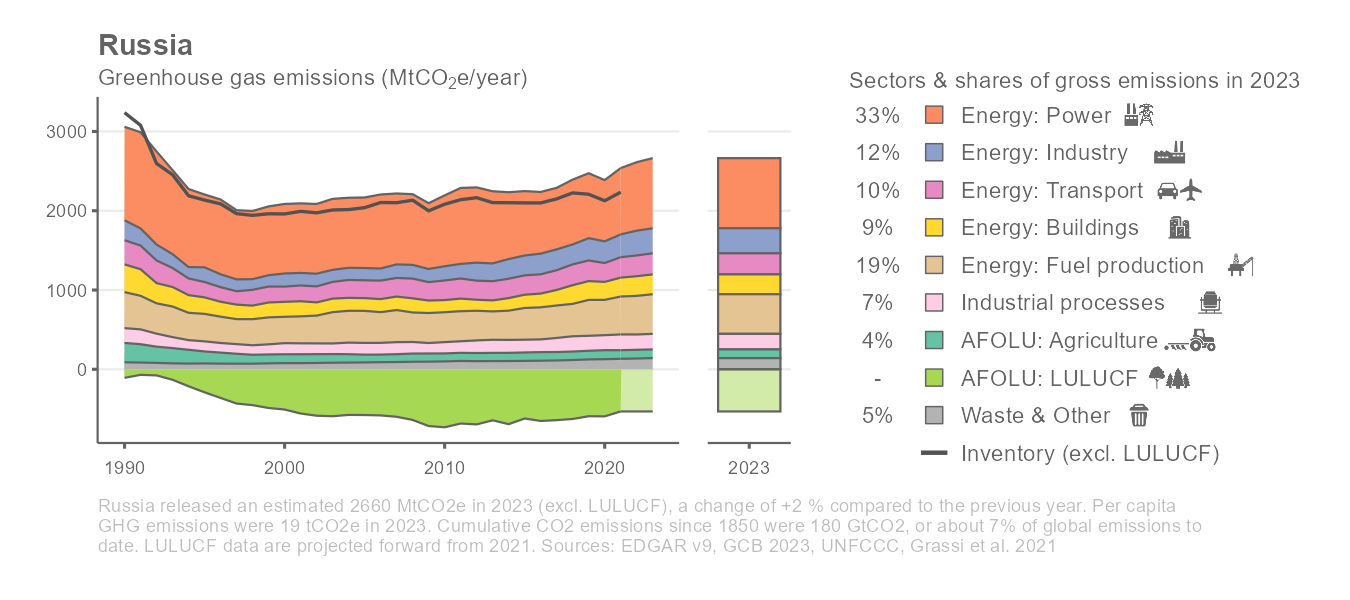 Russia
Greenhouse gas emissions (MtCO₂e/year)
3000
2000
1000
0
1990
2000
2010
2020
2023
Sectors & shares of gross emissions in 2023
33% Energy: Power
12% Energy: Industry
10% Energy: Transport
9% Energy: Buildings
19% Energy: Fuel production
7% Industrial processes
4% AFOLU: Agriculture
- AFOLU: LULUCF
5% Waste & Other
Inventory (excl. LULUCF)
Russia released an estimated 2660 MtCO2e in 2023 (excl. LULUCF), a change of +2 % compared to the previous year. Per capita
GHG emissions were 19 tCO2e in 2023. Cumulative CO2 emissions since 1850 were 180 GtCO2, or about 7% of global emissions to
date. LULUCF data are projected forward from 2021. Sources: EDGAR v9, GCB 2023, UNFCCC, Grassi et al. 2021